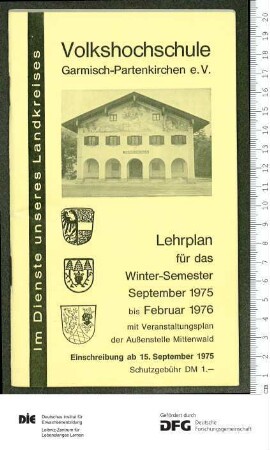 Im Dienste unseres Landkreises
Volkshochschule
Garmisch-Partenkirchen e.V.
Lehrplan
für das
Winter-Semester
September 1975
bis Februar 1976
mit Veranstaltungsplan
der Außenstelle Mittenwald
Einschreibung ab 15. September 1975
Schutzgebühr DM 1.—
DIE
Deutsches Institut für
Erwachsenenbildung
Leibniz-Zentrum für
Lebenslanges Lernen
Gefördert durch
DFG Deutsche
Forschungsgemeinschaft